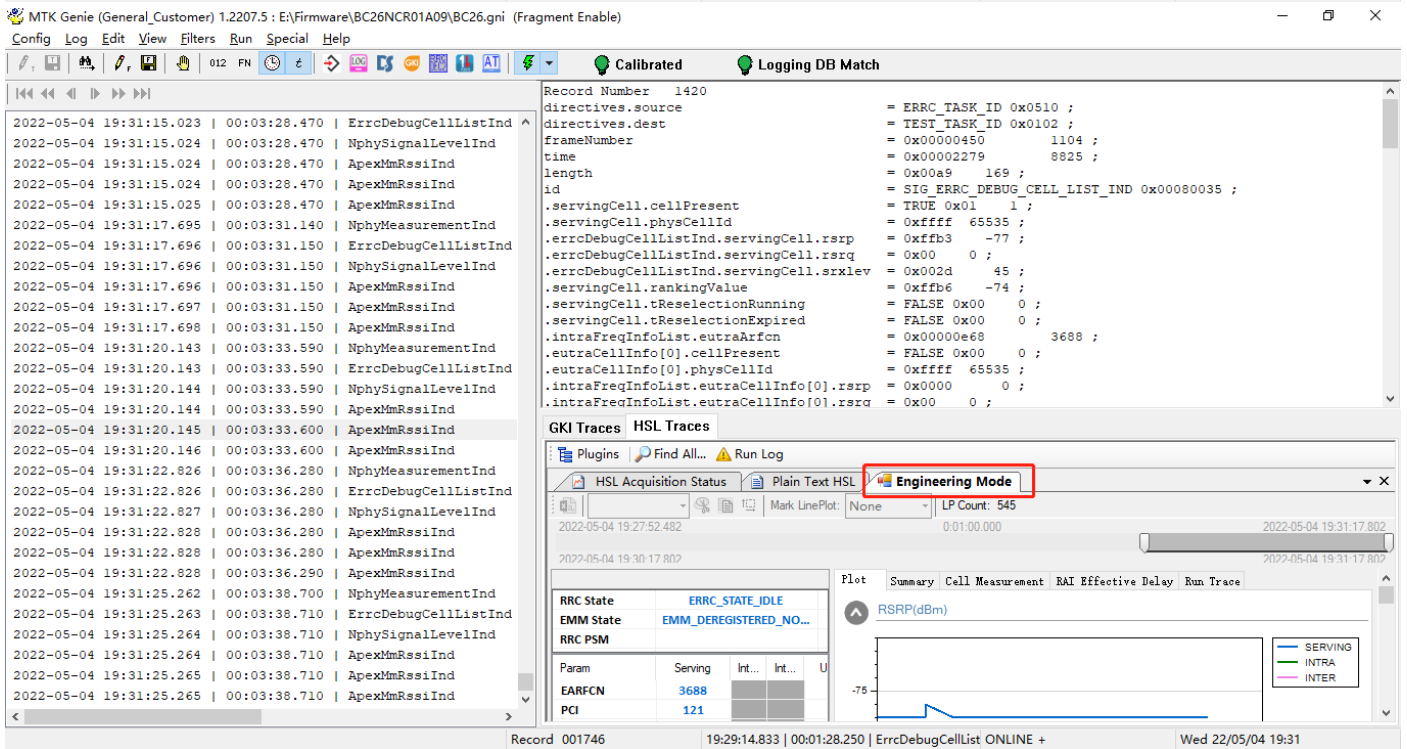 MTK Genie (General_Customer) 1.2207.5 : E:\Firmware\BC26NCR01A09\BC26.gni (Fragment Enable)
Config Log Edit View Filters Run Special Help
012 FN t LOG GKI AT Calibrated Logging DB Match
2022-05-04 19:31:15.023 | 00:03:28.470 | ErrcDebugCellListInd
2022-05-04 19:31:15.024 | 00:03:28.470 | NphySignalLevelInd
2022-05-04 19:31:15.024 | 00:03:28.470 | ApexMmRssiInd
2022-05-04 19:31:15.024 | 00:03:28.470 | ApexMmRssiInd
2022-05-04 19:31:15.025 | 00:03:28.470 | ApexMmRssiInd
2022-05-04 19:31:17.695 | 00:03:31.140 | NphyMeasurementInd
2022-05-04 19:31:17.696 | 00:03:31.150 | ErrcDebugCellListInd
2022-05-04 19:31:17.696 | 00:03:31.150 | NphySignalLevelInd
2022-05-04 19:31:17.696 | 00:03:31.150 | ApexMmRssiInd
2022-05-04 19:31:17.697 | 00:03:31.150 | ApexMmRssiInd
2022-05-04 19:31:17.698 | 00:03:31.150 | ApexMmRssiInd
2022-05-04 19:31:20.143 | 00:03:33.590 | NphyMeasurementInd
2022-05-04 19:31:20.143 | 00:03:33.590 | ErrcDebugCellListInd
2022-05-04 19:31:20.144 | 00:03:33.590 | NphySignalLevelInd
2022-05-04 19:31:20.144 | 00:03:33.590 | ApexMmRssiInd
2022-05-04 19:31:20.145 | 00:03:33.600 | ApexMmRssiInd
2022-05-04 19:31:20.146 | 00:03:33.600 | ApexMmRssiInd
2022-05-04 19:31:22.826 | 00:03:36.280 | NphyMeasurementInd
2022-05-04 19:31:22.826 | 00:03:36.280 | ErrcDebugCellListInd
2022-05-04 19:31:22.827 | 00:03:36.280 | NphySignalLevelInd
2022-05-04 19:31:22.828 | 00:03:36.280 | ApexMmRssiInd
2022-05-04 19:31:22.828 | 00:03:36.280 | ApexMmRssiInd
2022-05-04 19:31:22.828 | 00:03:36.290 | ApexMmRssiInd
2022-05-04 19:31:25.262 | 00:03:38.700 | NphyMeasurementInd
2022-05-04 19:31:25.263 | 00:03:38.710 | ErrcDebugCellListInd
2022-05-04 19:31:25.264 | 00:03:38.710 | NphySignalLevelInd
2022-05-04 19:31:25.264 | 00:03:38.710 | ApexMmRssiInd
2022-05-04 19:31:25.265 | 00:03:38.710 | ApexMmRssiInd
2022-05-04 19:31:25.265 | 00:03:38.710 | ApexMmRssiInd
Record Number 1420
directives.source = ERRC_TASK_ID 0x0510 ;
directives.dest = TEST_TASK_ID 0x0102 ;
frameNumber = 0x00000450 1104 ;
time = 0x00002279 8825 ;
length = 0x00a9 169 ;
id = SIG_ERRC_DEBUG_CELL_LIST_IND 0x00080035 ;
.servingCell.cellPresent = TRUE 0x01 1 ;
.servingCell.physCellId = 0xffff 65535 ;
.errcDebugCellListInd.servingCell.rsrp = 0xffb3 -77 ;
.errcDebugCellListInd.servingCell.rsrq = 0x00 0 ;
.errcDebugCellListInd.servingCell.srxlev = 0x002d 45 ;
.servingCell.rankingValue = 0xffb6 -74 ;
.servingCell.tReselectionRunning = FALSE 0x00 0 ;
.servingCell.tReselectionExpired = FALSE 0x00 0 ;
.intraFreqInfoList.eutraArfcn = 0x00000e68 3688 ;
.eutraCellInfo[0].cellPresent = FALSE 0x00 0 ;
.eutraCellInfo[0].physCellId = 0xffff 65535 ;
.intraFreqInfoList.eutraCellInfo[0].rsrp = 0x0000 0 ;
.intraFreqInfoList.eutraCellInfo[0].rsrq = 0x00 0 ;
GKI Traces HSL Traces
Plugins Find All... Run Log
HSL Acquisition Status Plain Text HSL Engineering Mode
Mark LinePlot: None LP Count: 545
2022-05-04 19:27:52.482 0:01:00.000 2022-05-04 19:31:17.802
2022-05-04 19:30:17.802 2022-05-04 19:31:17.802
RRC State ERRC_STATE_IDLE
EMM State EMM_DEREGISTERED_NO...
RRC PSM
Param Serving Int... Int... U
EARFCN 3688
PCI 121
Plot Summary Cell Measurement RAI Effective Delay Run Trace
RSRP(dBm)
-75
SERVING
INTRA
INTER
Record 001746 19:29:14.833 | 00:01:28.250 | ErrcDebugCellList ONLINE + Wed 22/05/04 19:31